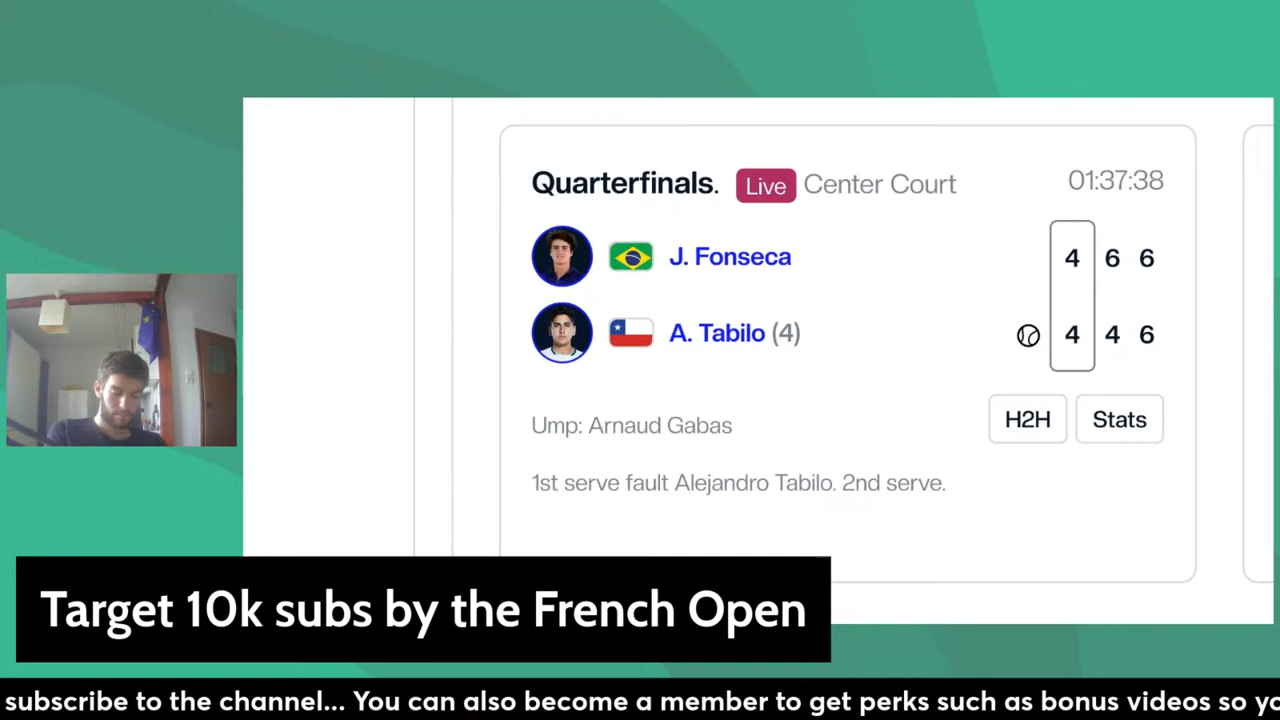 Quarterfinals. Live Center Court 01:37:38
J. Fonseca 4 6 6
A. Tabilo (4) 4 4 6
H2H Stats
Ump: Arnaud Gabas
1st serve fault Alejandro Tabilo. 2nd serve.
Target 10k subs by the French Open
subscribe to the channel... You can also become a member to get perks such as bonus videos so